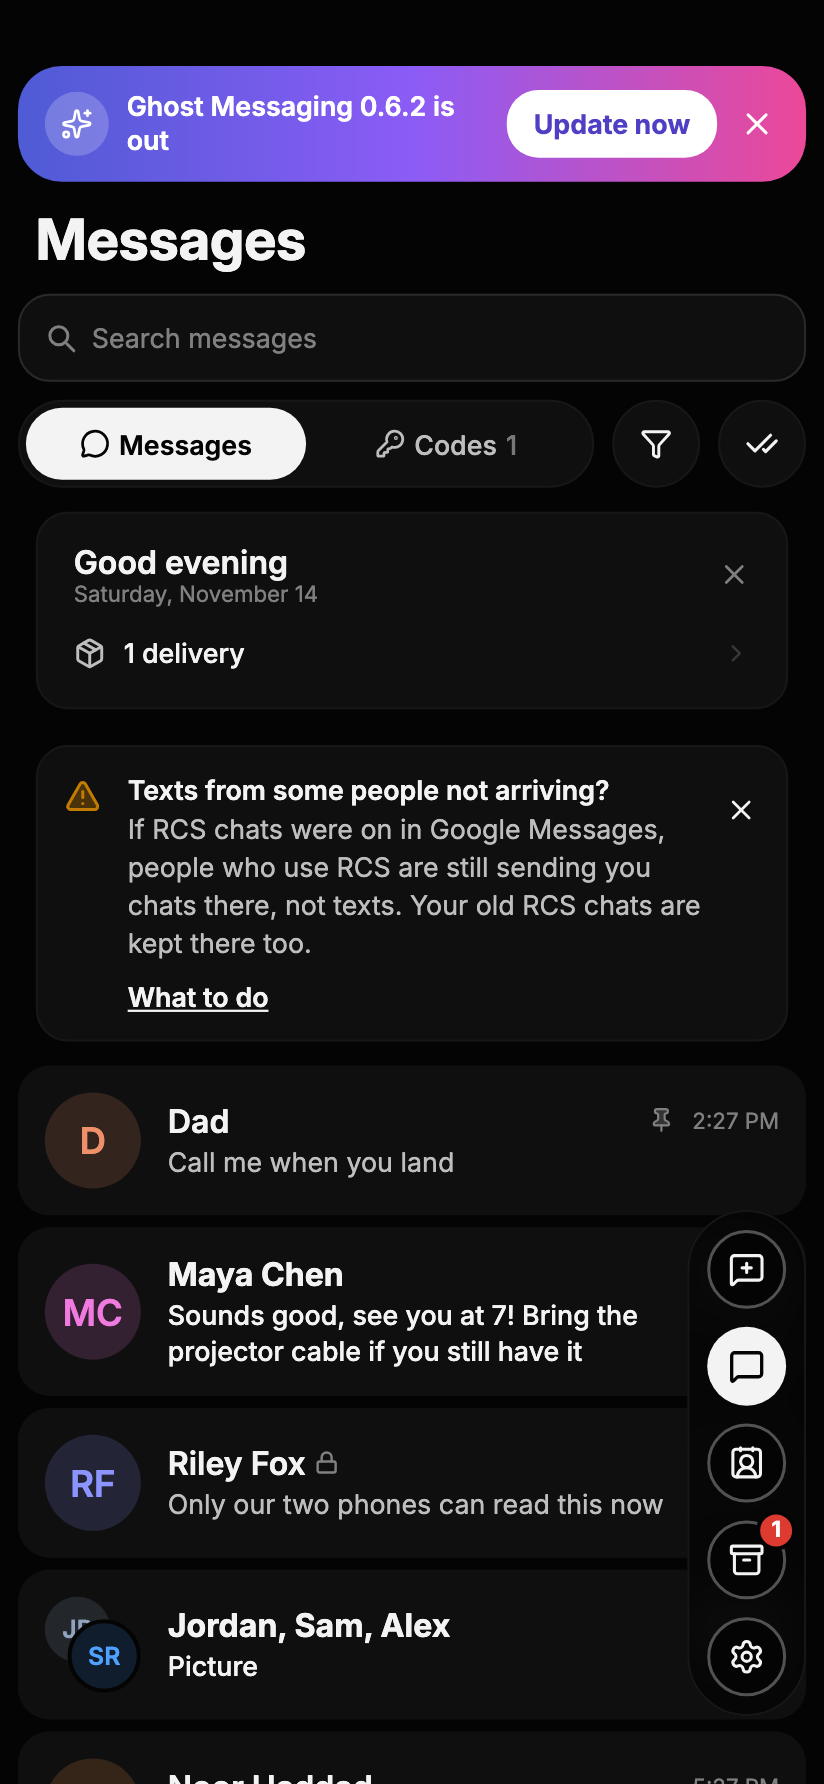 Ghost Messaging 0.6.2 is
out
Update now
Messages
Search messages
Messages
Codes 1
Good evening
Saturday, November 14
1 delivery
Texts from some people not arriving?
If RCS chats were on in Google Messages,
people who use RCS are still sending you
chats there, not texts. Your old RCS chats are
kept there too.
What to do
D
Dad
2:27 PM
Call me when you land
MC
Maya Chen
Sounds good, see you at 7! Bring the
projector cable if you still have it
RF
Riley Fox
Only our two phones can read this now
1
SR
Jordan, Sam, Alex
Picture
Noor Haddad
5:27 PM